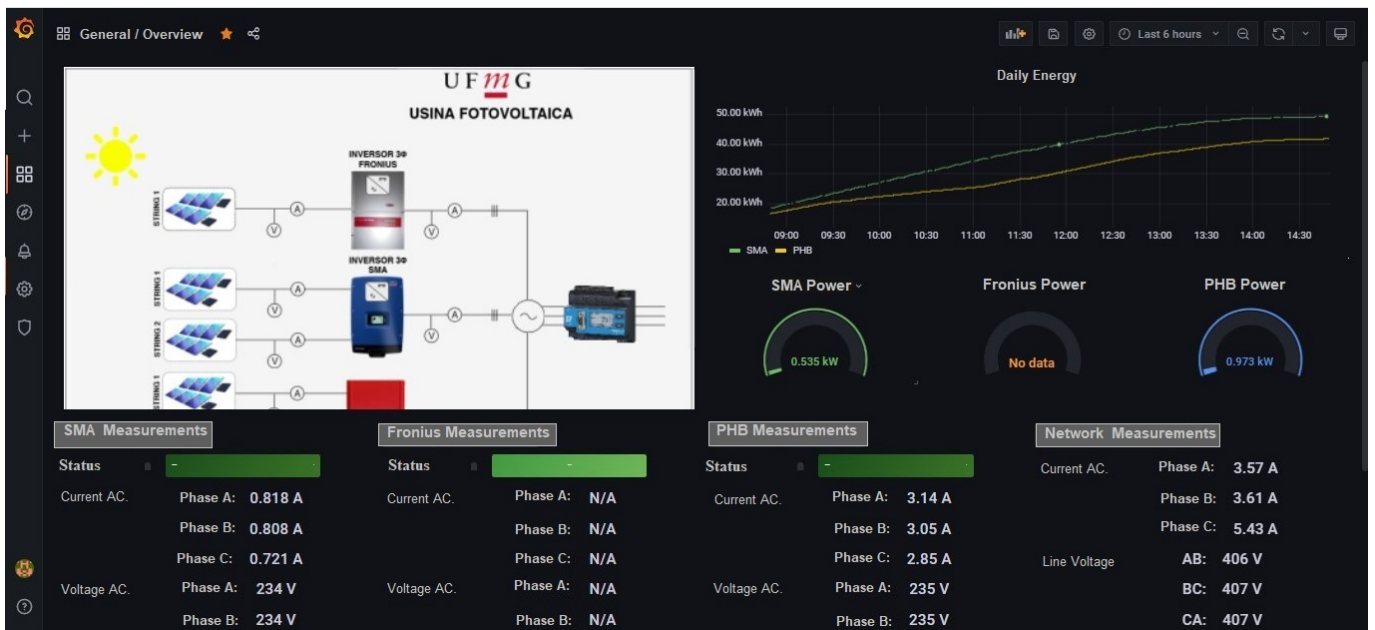 General / Overview
Last 6 hours
UFmG
USINA FOTOVOLTAICA
INVERSOR 3Φ
FRONIUS
STRING 1
A
V
A
V
INVERSOR 3Φ
SMA
STRING 1
A
V
STRING 2
A
V
A
V
STRING 1
A
Daily Energy
50.00 kWh
40.00 kWh
30.00 kWh
20.00 kWh
09:00 09:30 10:00 10:30 11:00 11:30 12:00 12:30 13:00 13:30 14:00 14:30
SMA PHB
SMA Power
0.535 kW
Fronius Power
No data
PHB Power
0.973 kW
SMA Measurements
Status -
Current AC. Phase A: 0.818 A
Phase B: 0.808 A
Phase C: 0.721 A
Voltage AC. Phase A: 234 V
Phase B: 234 V
Fronius Measurements
Status -
Current AC. Phase A: N/A
Phase B: N/A
Phase C: N/A
Voltage AC. Phase A: N/A
Phase B: N/A
PHB Measurements
Status -
Current AC. Phase A: 3.14 A
Phase B: 3.05 A
Phase C: 2.85 A
Voltage AC. Phase A: 235 V
Phase B: 235 V
Network Measurements
Current AC. Phase A: 3.57 A
Phase B: 3.61 A
Phase C: 5.43 A
Line Voltage AB: 406 V
BC: 407 V
CA: 407 V